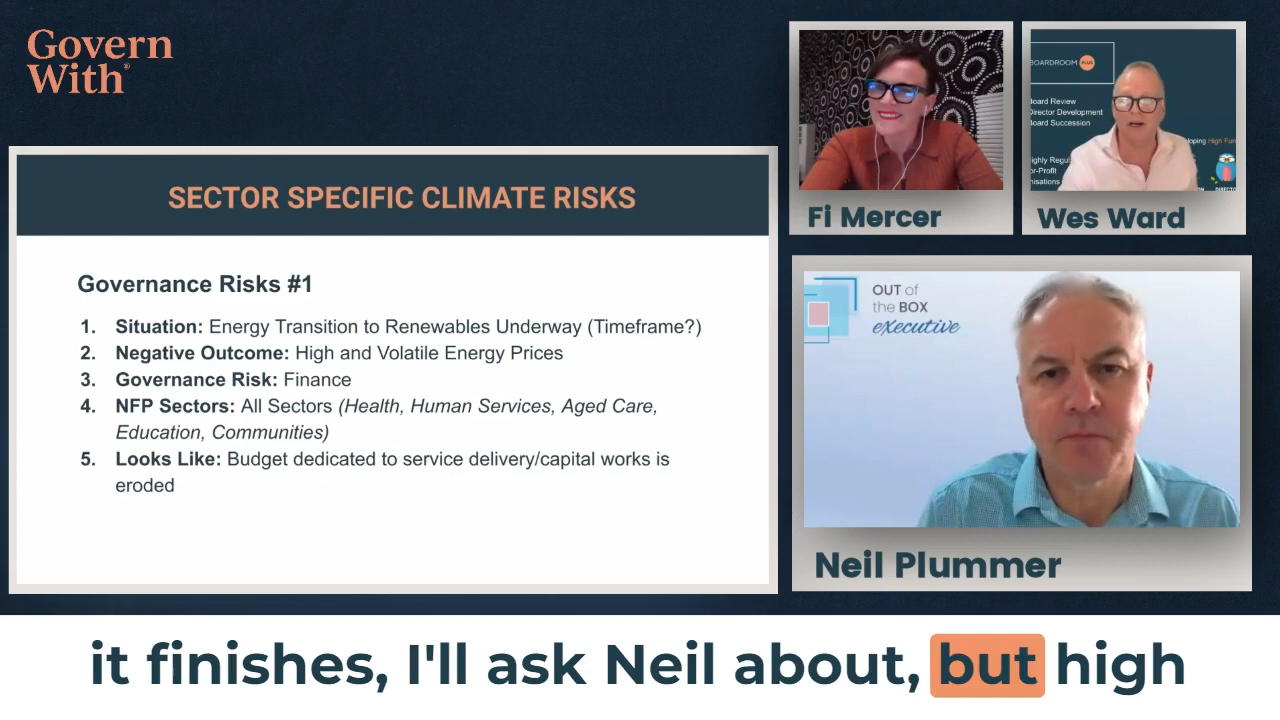 Govern
With®
SECTOR SPECIFIC CLIMATE RISKS
Governance Risks #1
1. Situation: Energy Transition to Renewables Underway (Timeframe?)
2. Negative Outcome: High and Volatile Energy Prices
3. Governance Risk: Finance
4. NFP Sectors: All Sectors (Health, Human Services, Aged Care,
Education, Communities)
5. Looks Like: Budget dedicated to service delivery/capital works is
eroded
Fi Mercer
BOARDROOM PLUS
Board Review
Director Development
Board Succession
High
Wes Ward
OUT of
the BOX
executive
Neil Plummer
it finishes, I'll ask Neil about, but high